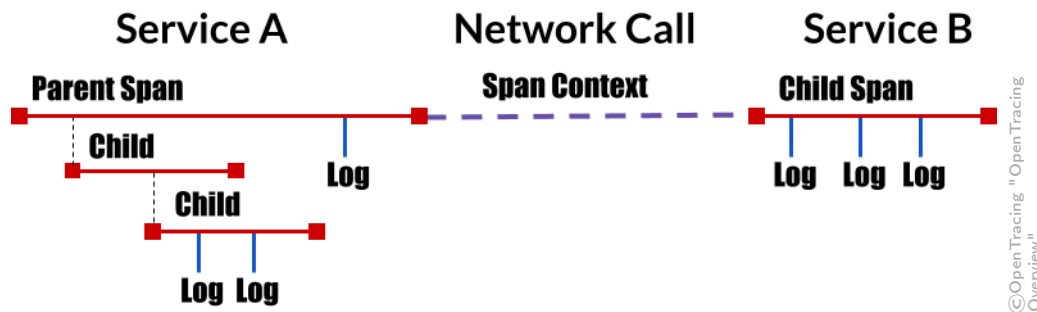 Service A
Network Call
Service B
Parent Span
Span Context
Child Span
Child
Log
Log
Log
Log
Child
Log
Log
©OpenTracing "OpenTracing
Overview"